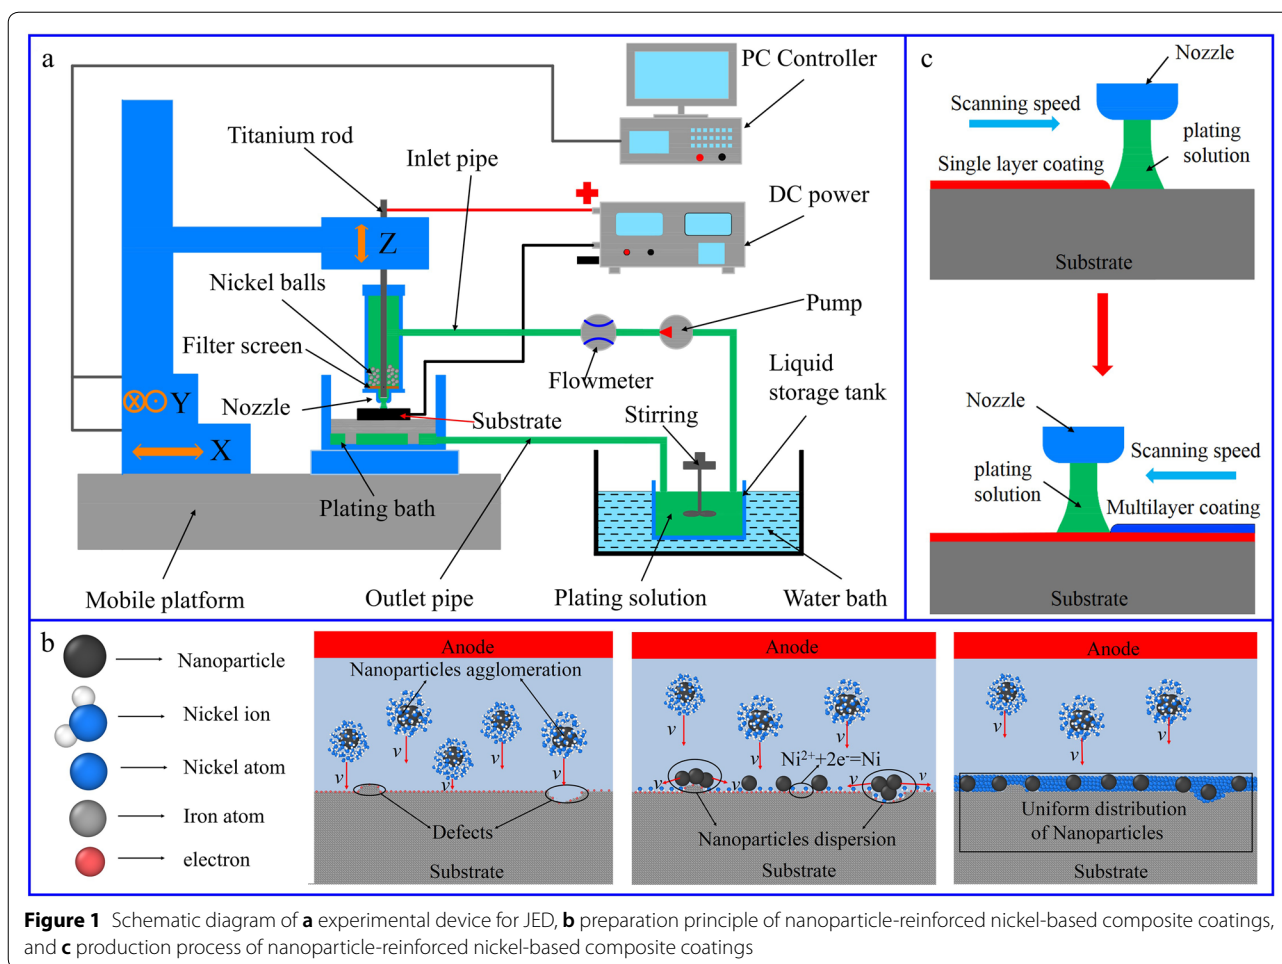 a
PC Controller
Titanium rod
Inlet pipe
DC power
Z
Nickel balls
Pump
Filter screen
Flowmeter
Liquid
storage tank
Y
Nozzle
Substrate
Stirring
X
Plating bath
Mobile platform
Outlet pipe
Plating solution
Water bath
c
Nozzle
Scanning speed
plating
solution
Single layer coating
Substrate
Nozzle
Scanning speed
plating
solution
Multilayer coating
Substrate
b
Nanoparticle
Nickel ion
Nickel atom
Iron atom
electron
Anode
Nanoparticles agglomeration
v
v
v
v
v
Defects
Substrate
Anode
v
v
v
Ni²⁺+2e⁻=Ni
v
v
v
v
Nanoparticles dispersion
Substrate
Anode
v
v
v
Uniform distribution
of Nanoparticles
Substrate
Figure 1 Schematic diagram of a experimental device for JED, b preparation principle of nanoparticle-reinforced nickel-based composite coatings,
and c production process of nanoparticle-reinforced nickel-based composite coatings